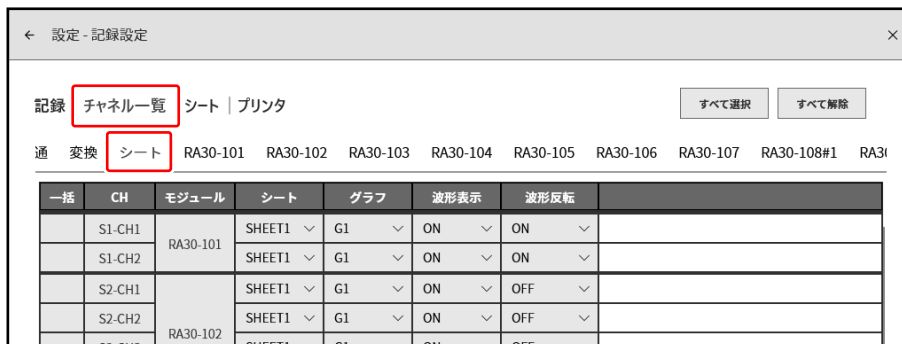 ← 設定 - 記録設定 ×
記録 チャネル一覧 シート | プリンタ すべて選択 すべて解除
通 変換 シート RA30-101 RA30-102 RA30-103 RA30-104 RA30-105 RA30-106 RA30-107 RA30-108#1
一括 CH モジュール シート グラフ 波形表示 波形反転
S1-CH1 RA30-101 SHEET1 G1 ON ON
S1-CH2 SHEET1 G1 ON ON
S2-CH1 RA30-102 SHEET1 G1 ON OFF
S2-CH2 SHEET1 G1 ON OFF